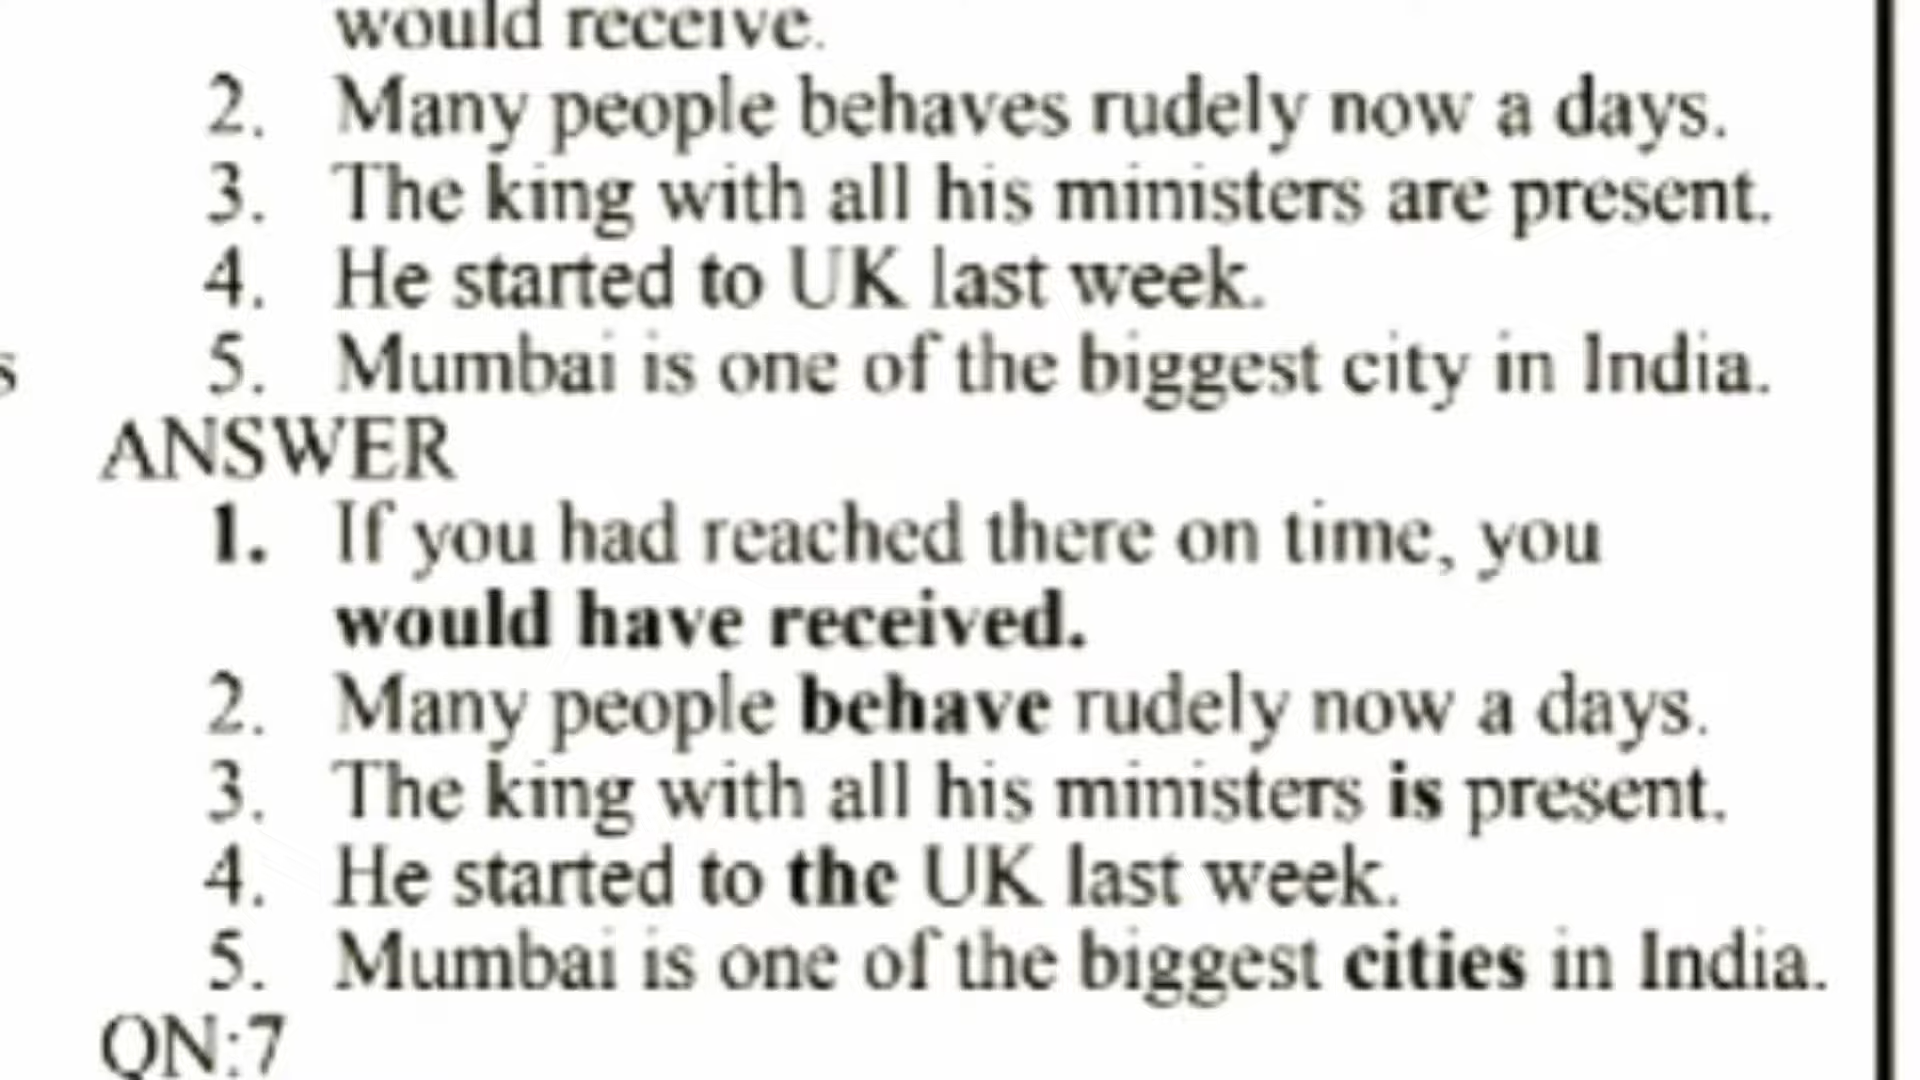 would receive.
2. Many people behaves rudely now a days.
3. The king with all his ministers are present.
4. He started to UK last week.
s 5. Mumbai is one of the biggest city in India.
ANSWER
1. If you had reached there on time, you
would have received.
2. Many people behave rudely now a days.
3. The king with all his ministers is present.
4. He started to the UK last week.
5. Mumbai is one of the biggest cities in India.
QN:7